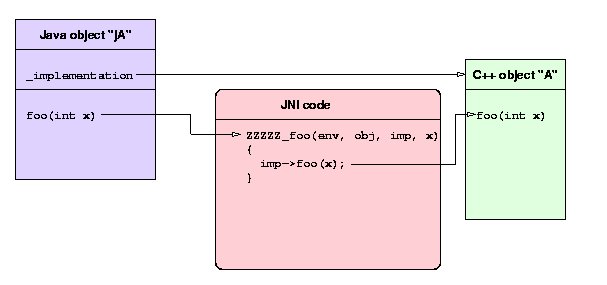 Java object "jA"
_implementation
foo(int x)
JNI code
ZZZZZ_foo(env, obj, imp, x)
{
imp->foo(x);
}
C++ object "A"
foo(int x)